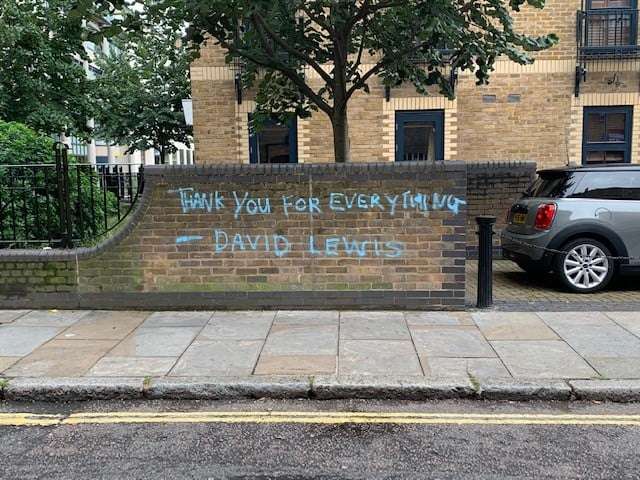 THANK YOU FOR EVERYTHING
- DAVID LEWIS